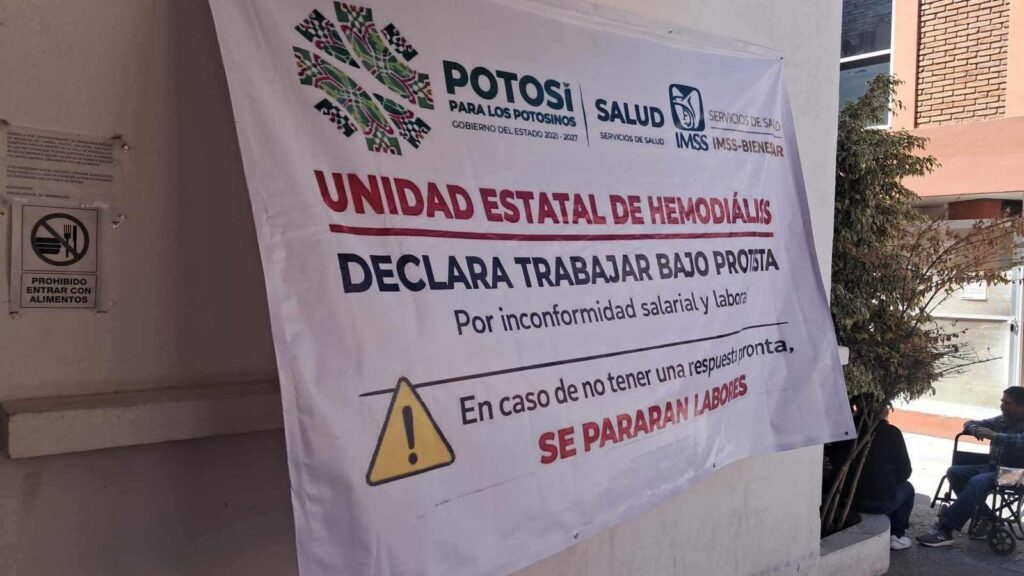 POTOSÍ
PARA LOS POTOSINOS
GOBIERNO DEL ESTADO 2021 - 2027
SALUD
SERVICIOS DE SALUD
IMSS
SERVICIOS DE SALUD
IMSS-BIENESTAR
UNIDAD ESTATAL DE HEMODIÁLISIS
DECLARA TRABAJAR BAJO PROTESTA
Por inconformidad salarial y laboral
En caso de no tener una respuesta pronta,
SE PARARAN LABORES
PROHIBIDO
ENTRAR CON
ALIMENTOS